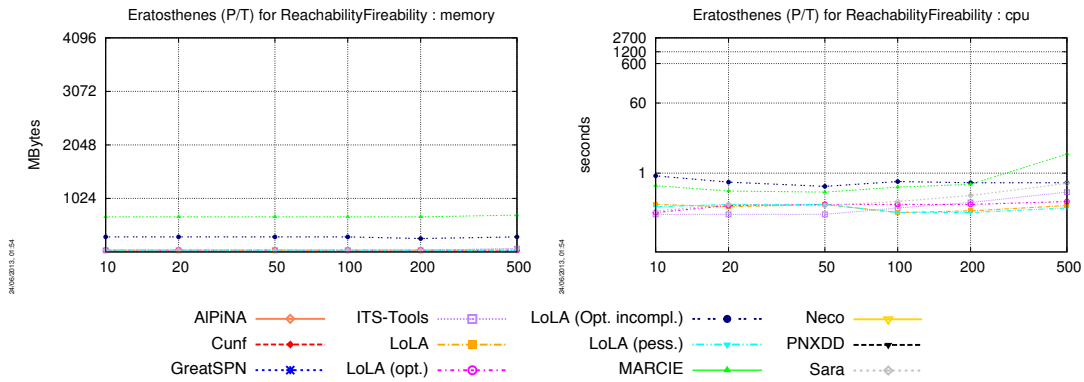 Eratosthenes (P/T) for ReachabilityFireability : memory
4096
3072
2048
1024
MBytes
10 20 50 100 200 500
24/06/2013, 01:54
Eratosthenes (P/T) for ReachabilityFireability : cpu
2700
1200
600
60
1
seconds
10 20 50 100 200 500
24/06/2013, 01:54
AlPiNA
Cunf
GreatSPN
ITS-Tools
LoLA
LoLA (opt.)
LoLA (Opt. incompl.)
LoLA (pess.)
MARCIE
Neco
PNXDD
Sara